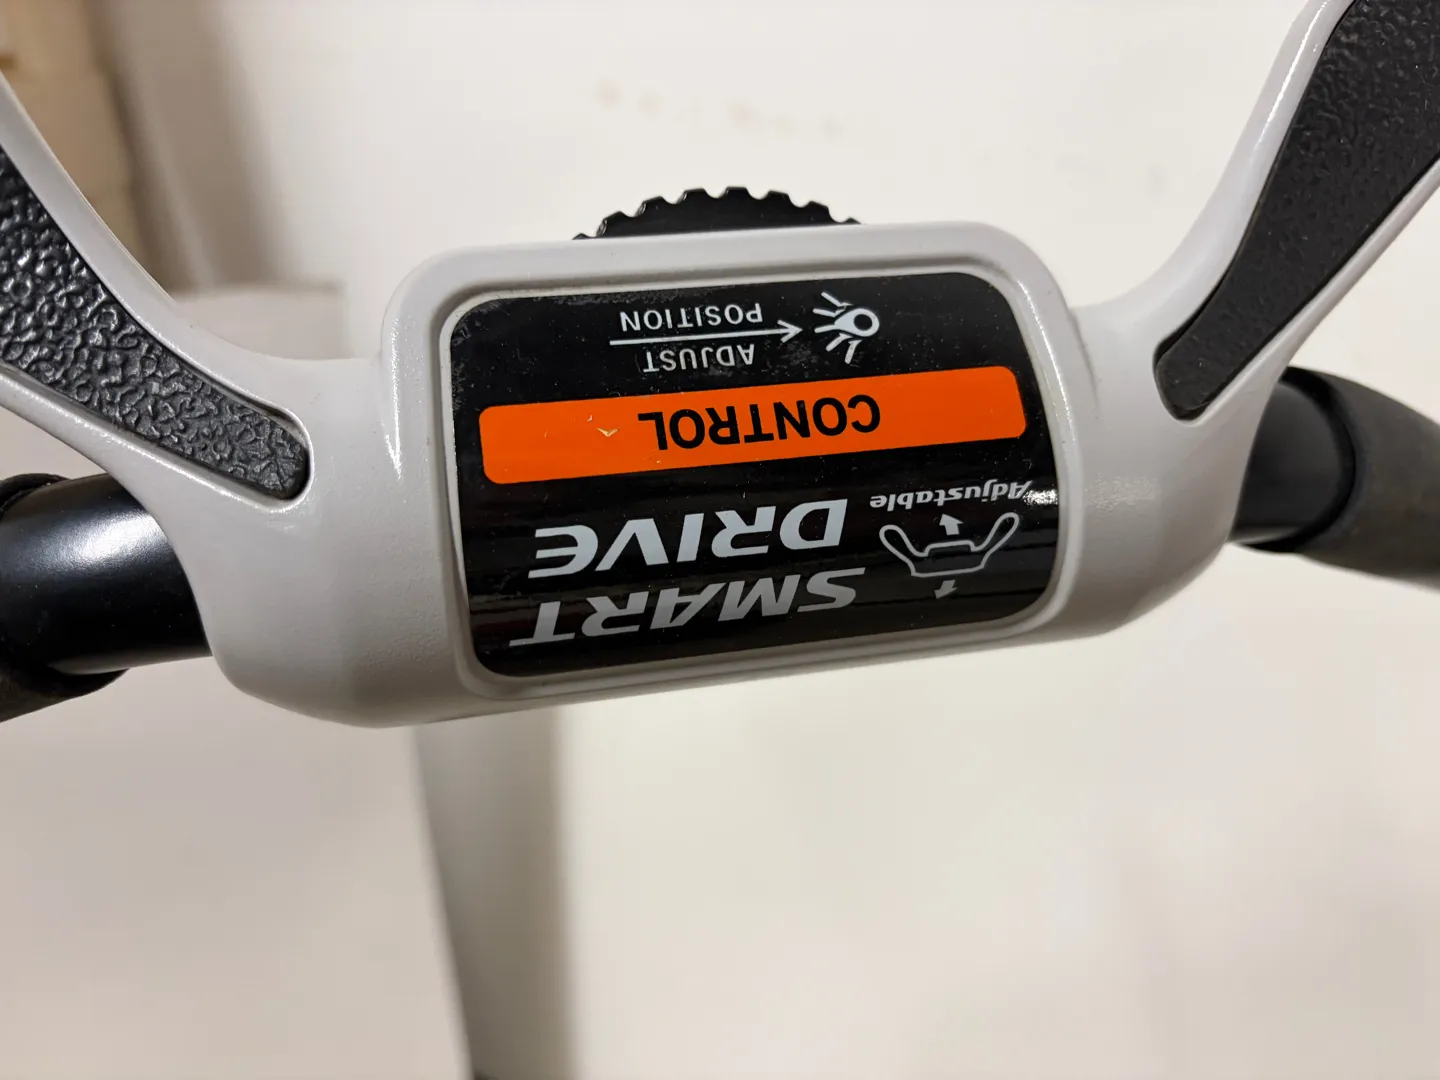 SMART
DRIVE
Adjustable
CONTROL
ADJUST
POSITION